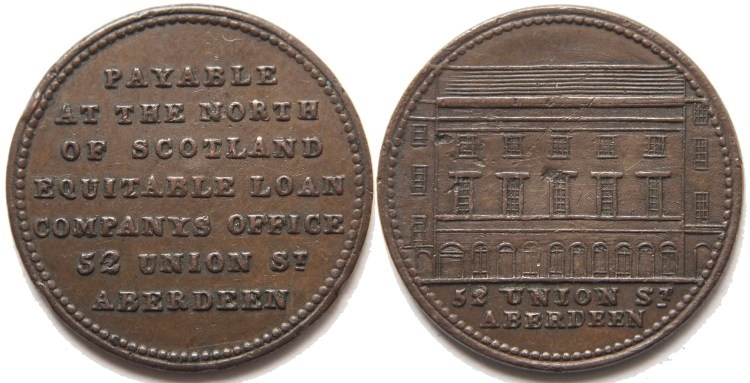 PAYABLE
AT THE NORTH
OF SCOTLAND
EQUITABLE LOAN
COMPANYS OFFICE
52 UNION ST
ABERDEEN
52 UNION ST
ABERDEEN